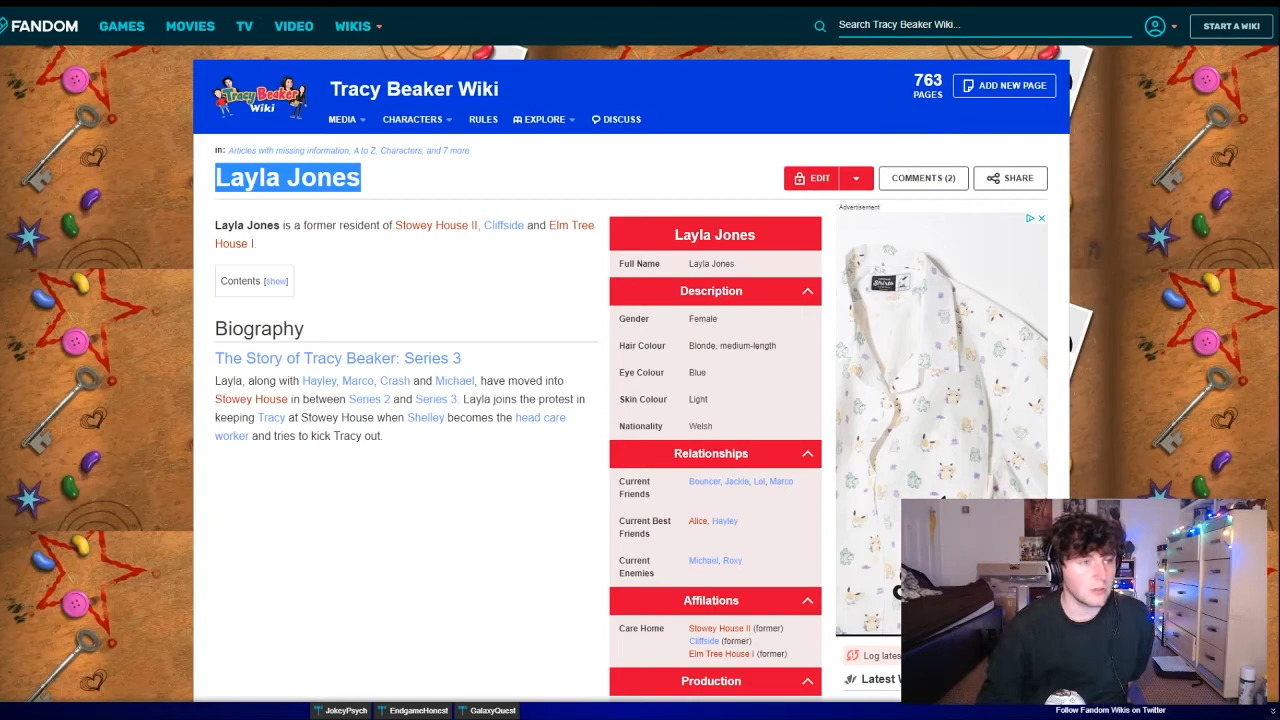 FANDOM GAMES MOVIES TV VIDEO WIKIS Search Tracy Beaker Wiki... START A WIKI
Tracy Beaker Wiki
Tracy Beaker Wiki 763 PAGES ADD NEW PAGE
MEDIA CHARACTERS RULES EXPLORE DISCUSS
in: Articles with missing information, A to Z, Characters, and 7 more
Layla Jones EDIT COMMENTS (2) SHARE
Layla Jones is a former resident of Stowey House II, Cliffside and Elm Tree
House I.
Contents [show]
Biography
The Story of Tracy Beaker: Series 3
Layla, along with Hayley, Marco, Crash and Michael, have moved into
Stowey House in between Series 2 and Series 3. Layla joins the protest in
keeping Tracy at Stowey House when Shelley becomes the head care
worker and tries to kick Tracy out.
Layla Jones
Full Name Layla Jones
Description
Gender Female
Hair Colour Blonde, medium-length
Eye Colour Blue
Skin Colour Light
Nationality Welsh
Relationships
Current Bouncer, Jackie, Lol, Marco
Friends
Current Best Alice, Hayley
Friends
Current Michael, Roxy
Enemies
Affilations
Care Home Stowey House II (former)
Cliffside (former)
Elm Tree House I (former)
Production
Advertisement
Shirts
Log lates
Latest W
JokeyPsych EndgameHonest GalaxyQuest Follow Fandom Wikis on Twitter